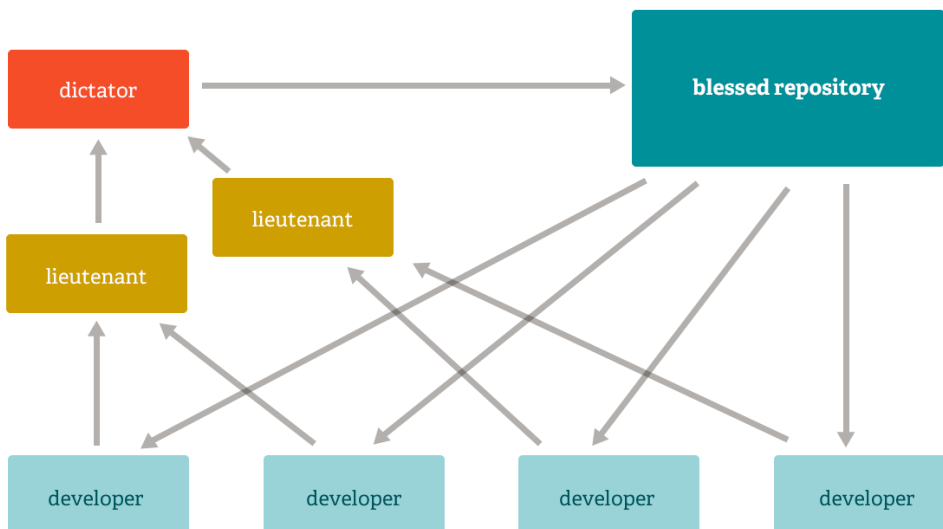 dictator
blessed repository
lieutenant
lieutenant
developer
developer
developer
developer